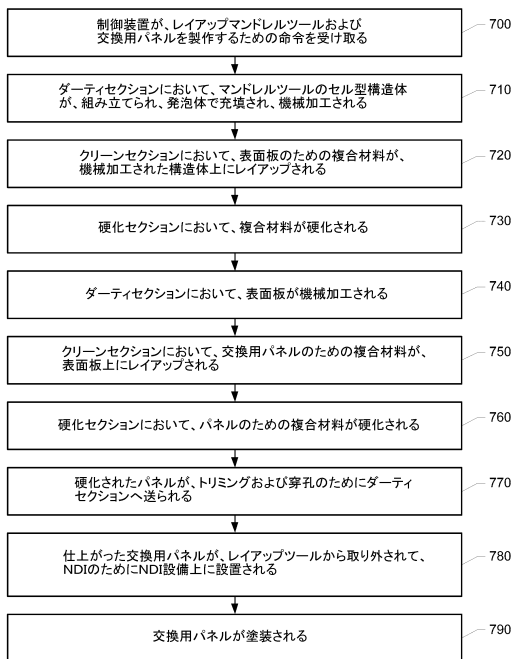 制御装置が、レイアップマンドレルツールおよび
交換用パネルを製作するための命令を受け取る
700
ダーティセクションにおいて、マンドレルツールのセル型構造体
が、組み立てられ、発泡体で充填され、機械加工される
710
クリーンセクションにおいて、表面板のための複合材料が、
機械加工された構造体上にレイアップされる
720
硬化セクションにおいて、複合材料が硬化される
730
ダーティセクションにおいて、表面板が機械加工される
740
クリーンセクションにおいて、交換用パネルのための複合材料が、
表面板上にレイアップされる
750
硬化セクションにおいて、パネルのための複合材料が硬化される
760
硬化されたパネルが、トリミングおよび穿孔のためにダーティ
セクションへ送られる
770
仕上がった交換用パネルが、レイアップツールから取り外されて、
NDIのためにNDI設備上に設置される
780
交換用パネルが塗装される
790